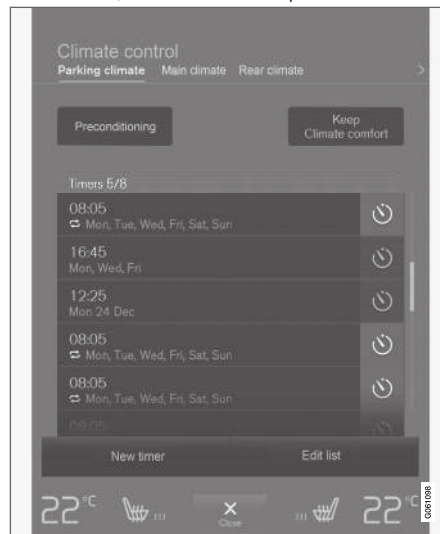 Climate control
Parking climate Main climate Rear climate
Preconditioning
Keep
Climate comfort
Timers 5/8
08:05
Mon, Tue, Wed, Fri, Sat, Sun
16:45
Mon, Wed, Fri
12:25
Mon 24 Dec
08:05
Mon, Tue, Wed, Fri, Sat, Sun
08:05
Mon, Tue, Wed, Fri, Sat, Sun
08:05
New timer Edit list
22°C 22°C
Close
G061098